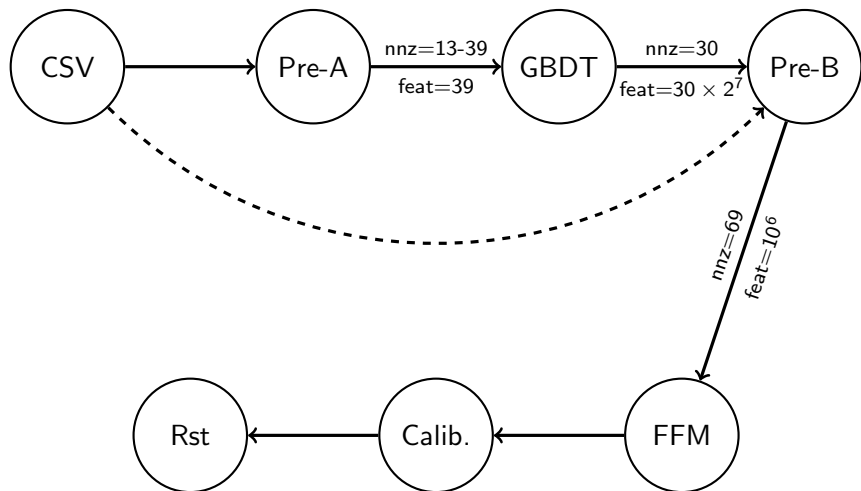 CSV
Pre-A
nnz=13-39
feat=39
GBDT
nnz=30
feat=30 × 2^7
Pre-B
nnz=69
feat=10^6
Rst
Calib.
FFM